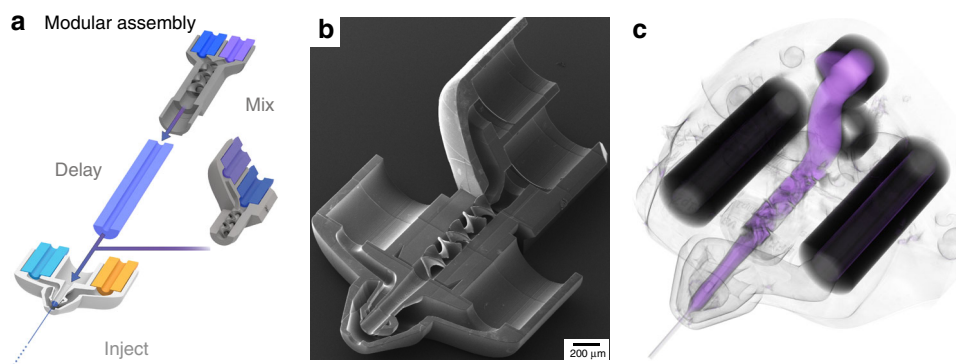 a Modular assembly
Mix
Delay
Inject
b
200 μm
c